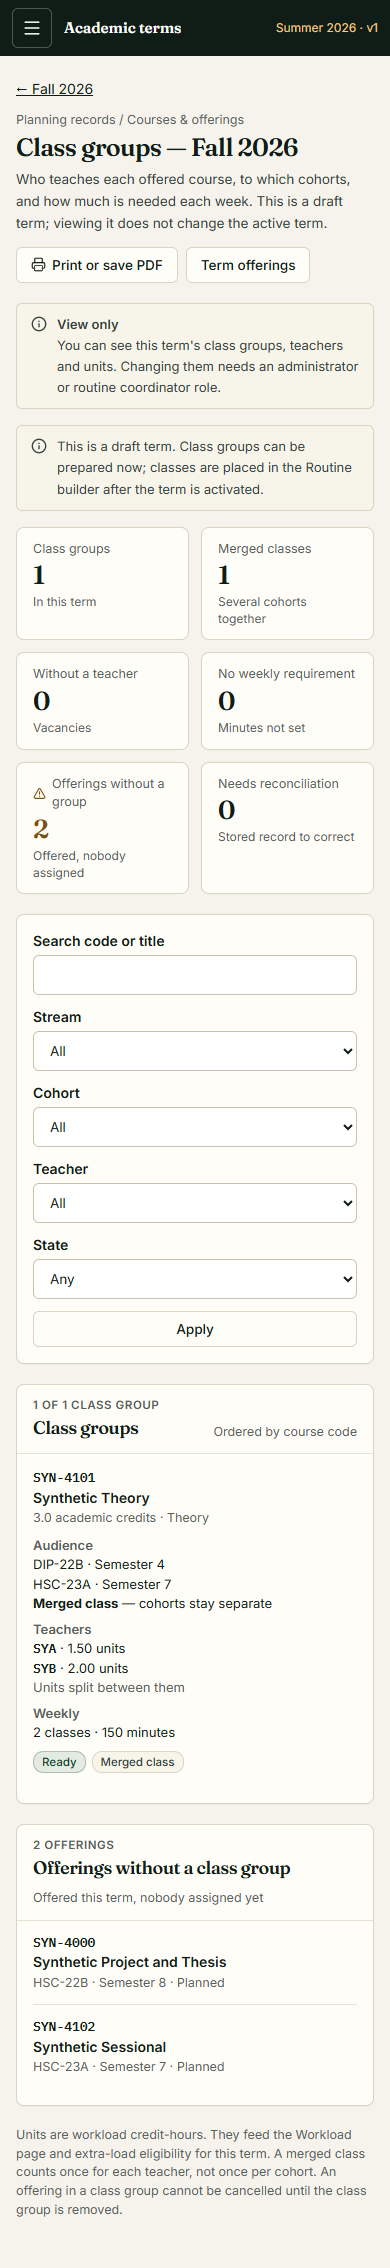 Academic terms
Summer 2026 · v1
← Fall 2026
Planning records / Courses & offerings
Class groups — Fall 2026
Who teaches each offered course, to which cohorts,
and how much is needed each week. This is a draft
term; viewing it does not change the active term.
Print or save PDF
Term offerings
View only
You can see this term's class groups, teachers
and units. Changing them needs an administrator
or routine coordinator role.
This is a draft term. Class groups can be
prepared now; classes are placed in the Routine
builder after the term is activated.
Class groups
1
In this term
Merged classes
1
Several cohorts
together
Without a teacher
0
Vacancies
No weekly requirement
0
Minutes not set
Offerings without a
group
2
Offered, nobody
assigned
Needs reconciliation
0
Stored record to correct
Search code or title
Stream
All
Cohort
All
Teacher
All
State
Any
Apply
1 OF 1 CLASS GROUP
Class groups
Ordered by course code
SYN-4101
Synthetic Theory
3.0 academic credits · Theory
Audience
DIP-22B · Semester 4
HSC-23A · Semester 7
Merged class — cohorts stay separate
Teachers
SYA · 1.50 units
SYB · 2.00 units
Units split between them
Weekly
2 classes · 150 minutes
Ready
Merged class
2 OFFERINGS
Offerings without a class group
Offered this term, nobody assigned yet
SYN-4000
Synthetic Project and Thesis
HSC-22B · Semester 8 · Planned
SYN-4102
Synthetic Sessional
HSC-23A · Semester 7 · Planned
Units are workload credit-hours. They feed the Workload
page and extra-load eligibility for this term. A merged class
counts once for each teacher, not once per cohort. An
offering in a class group cannot be cancelled until the class
group is removed.